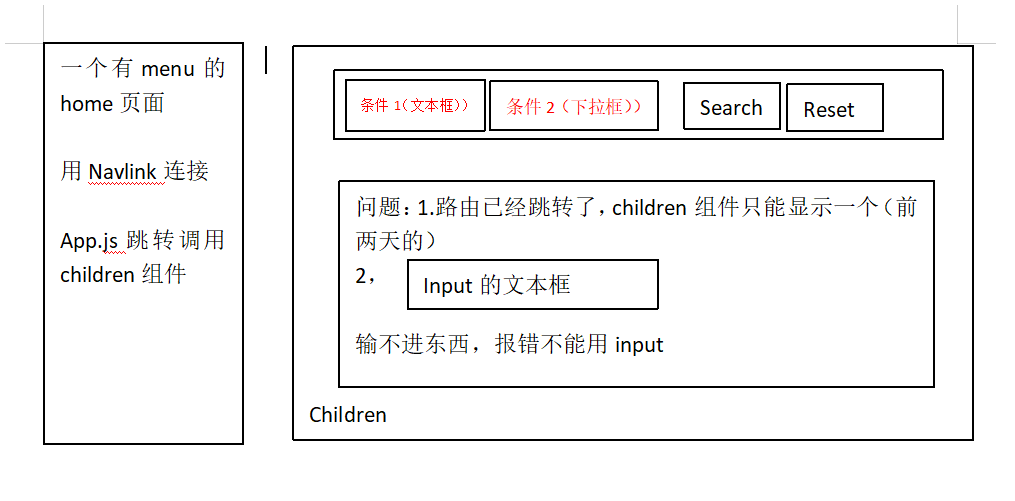 一个有 menu 的
home 页面
用 Navlink 连接
App.js 跳转调用
children 组件
条件 1（文本框））
条件 2（下拉框））
Search
Reset
问题：1.路由已经跳转了，children 组件只能显示一个（前
两天的）
2，
Input 的文本框
输不进东西，报错不能用 input
Children